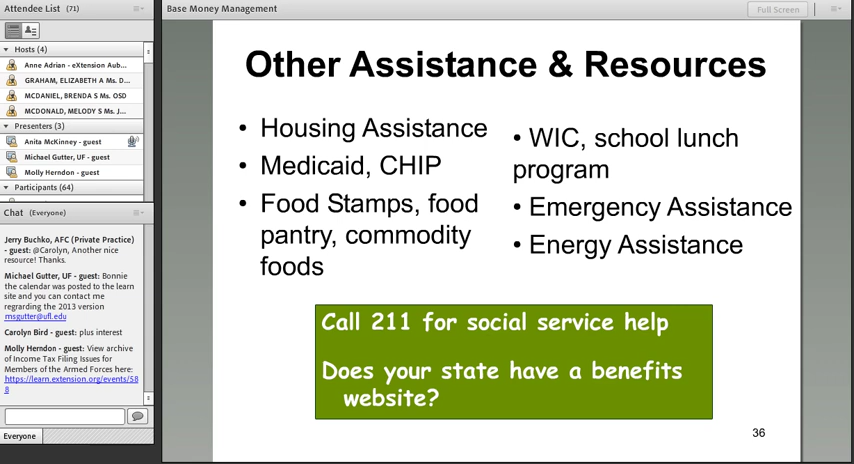 Attendee List (71)
Hosts (4)
Anne Adrian - eXtension Aub...
GRAHAM, ELIZABETH A Ms. D...
MCDANIEL, BRENDA S Ms. OSD
MCDONALD, MELODY S Ms. J...
Presenters (3)
Anita McKinney - guest
Michael Gutter, UF - guest
Molly Herndon - guest
Participants (64)
Chat (Everyone)
Jerry Buchko, AFC (Private Practice)
- guest: @Carolyn, Another nice
resource! Thanks.
Michael Gutter, UF - guest: Bonnie
the calendar was posted to the learn
site and you can contact me
regrarding the 2013 version
msgutter@ufl.edu
Carolyn Bird - guest: plus interest
Molly Herndon - guest: View archive
of Income Tax Filing Issues for
Members of the Armed Forces here:
https://learn.extension.org/events/58
8
Everyone
Base Money Management
Full Screen
Other Assistance & Resources
• Housing Assistance
• Medicaid, CHIP
• Food Stamps, food
pantry, commodity
foods
• WIC, school lunch
program
• Emergency Assistance
• Energy Assistance
Call 211 for social service help
Does your state have a benefits
website?
36